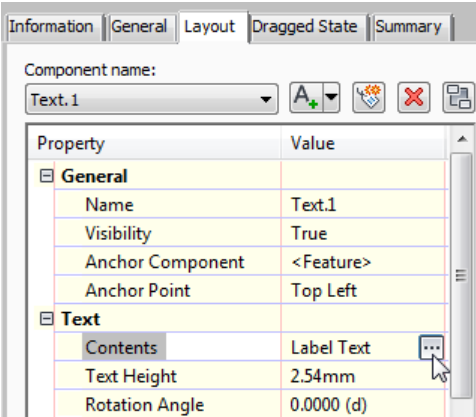 Information General Layout Dragged State Summary
Component name:
Text.1
Property Value
General
Name Text.1
Visibility True
Anchor Component <Feature>
Anchor Point Top Left
Text
Contents Label Text ...
Text Height 2.54mm
Rotation Angle 0.0000 (d)